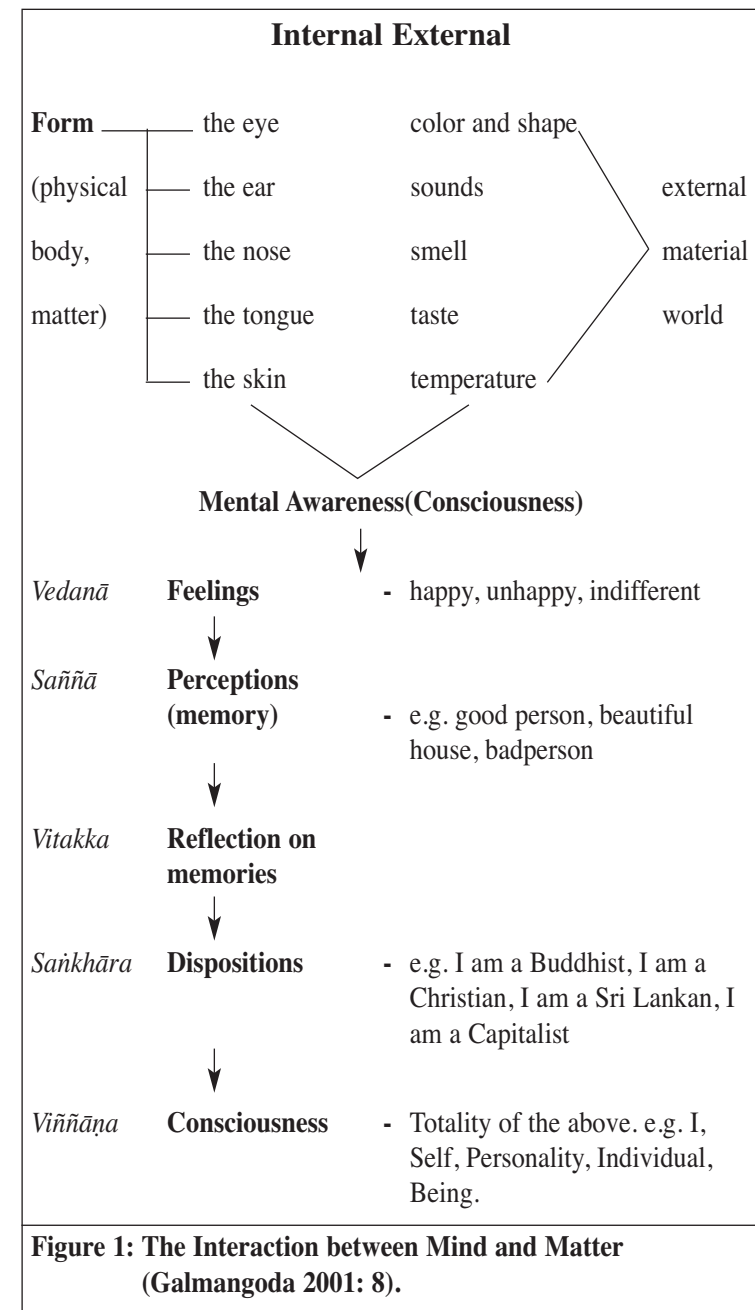 Internal External
Form the eye color and shape
(physical the ear sounds external
body, the nose smell material
matter) the tongue taste world
the skin temperature
Mental Awareness(Consciousness)
Vedanā Feelings - happy, unhappy, indifferent
Saññā Perceptions
(memory) - e.g. good person, beautiful
house, badperson
Vitakka Reflection on
memories
Saṅkhāra Dispositions - e.g. I am a Buddhist, I am a
Christian, I am a Sri Lankan, I
am a Capitalist
Viññāṇa Consciousness - Totality of the above. e.g. I,
Self, Personality, Individual,
Being.
Figure 1: The Interaction between Mind and Matter
(Galmangoda 2001: 8).